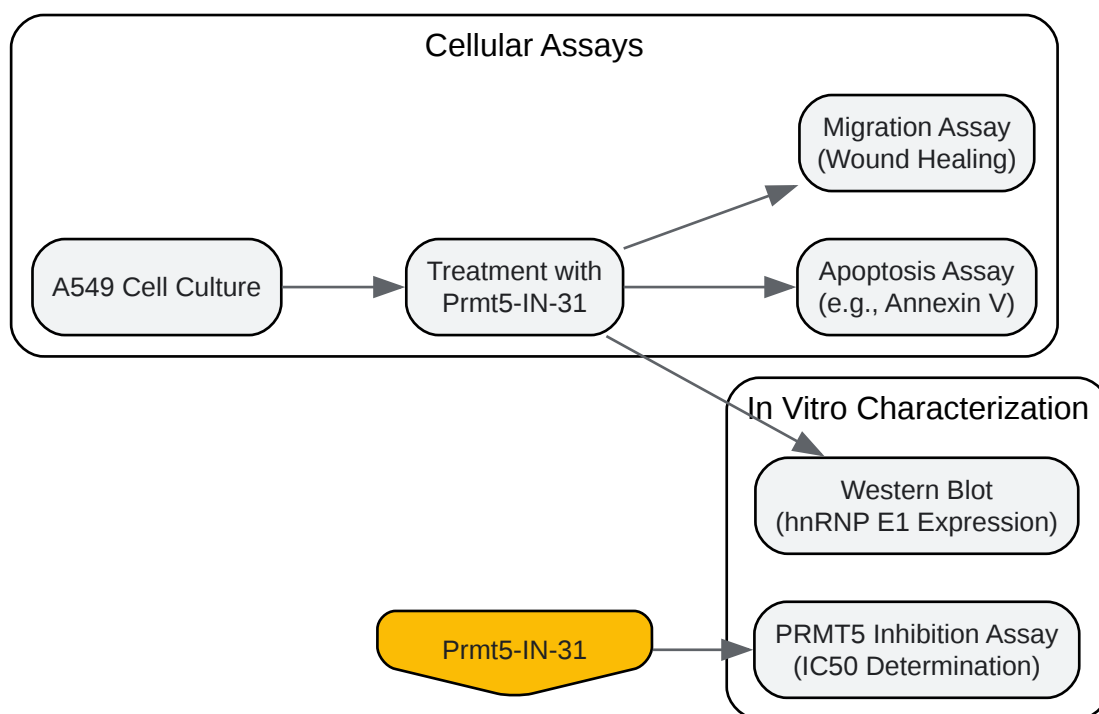 Cellular Assays
Migration Assay
(Wound Healing)
A549 Cell Culture
Treatment with
Prmt5-IN-31
Apoptosis Assay
(e.g., Annexin V)
In Vitro Characterization
Western Blot
(hnRNP E1 Expression)
Prmt5-IN-31
PRMT5 Inhibition Assay
(IC50 Determination)